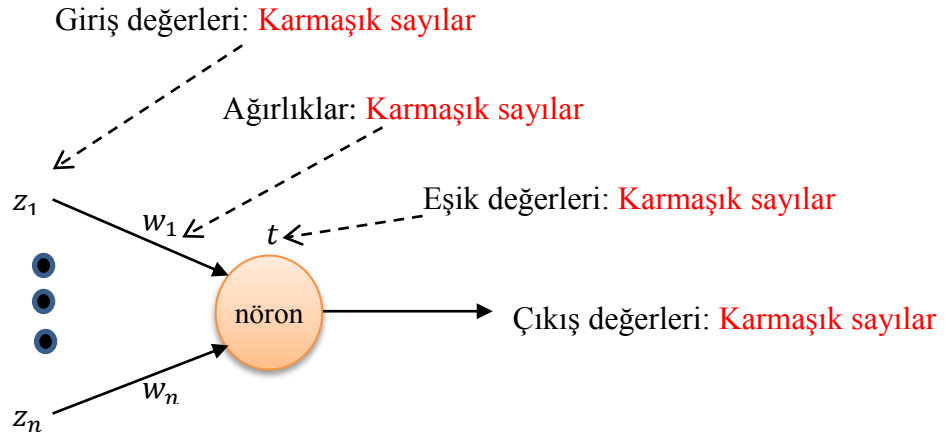 Giriş değerleri: Karmaşık sayılar
Ağırlıklar: Karmaşık sayılar
Eşik değerleri: Karmaşık sayılar
z₁
w₁
t
nöron
Çıkış değerleri: Karmaşık sayılar
wₙ
zₙ